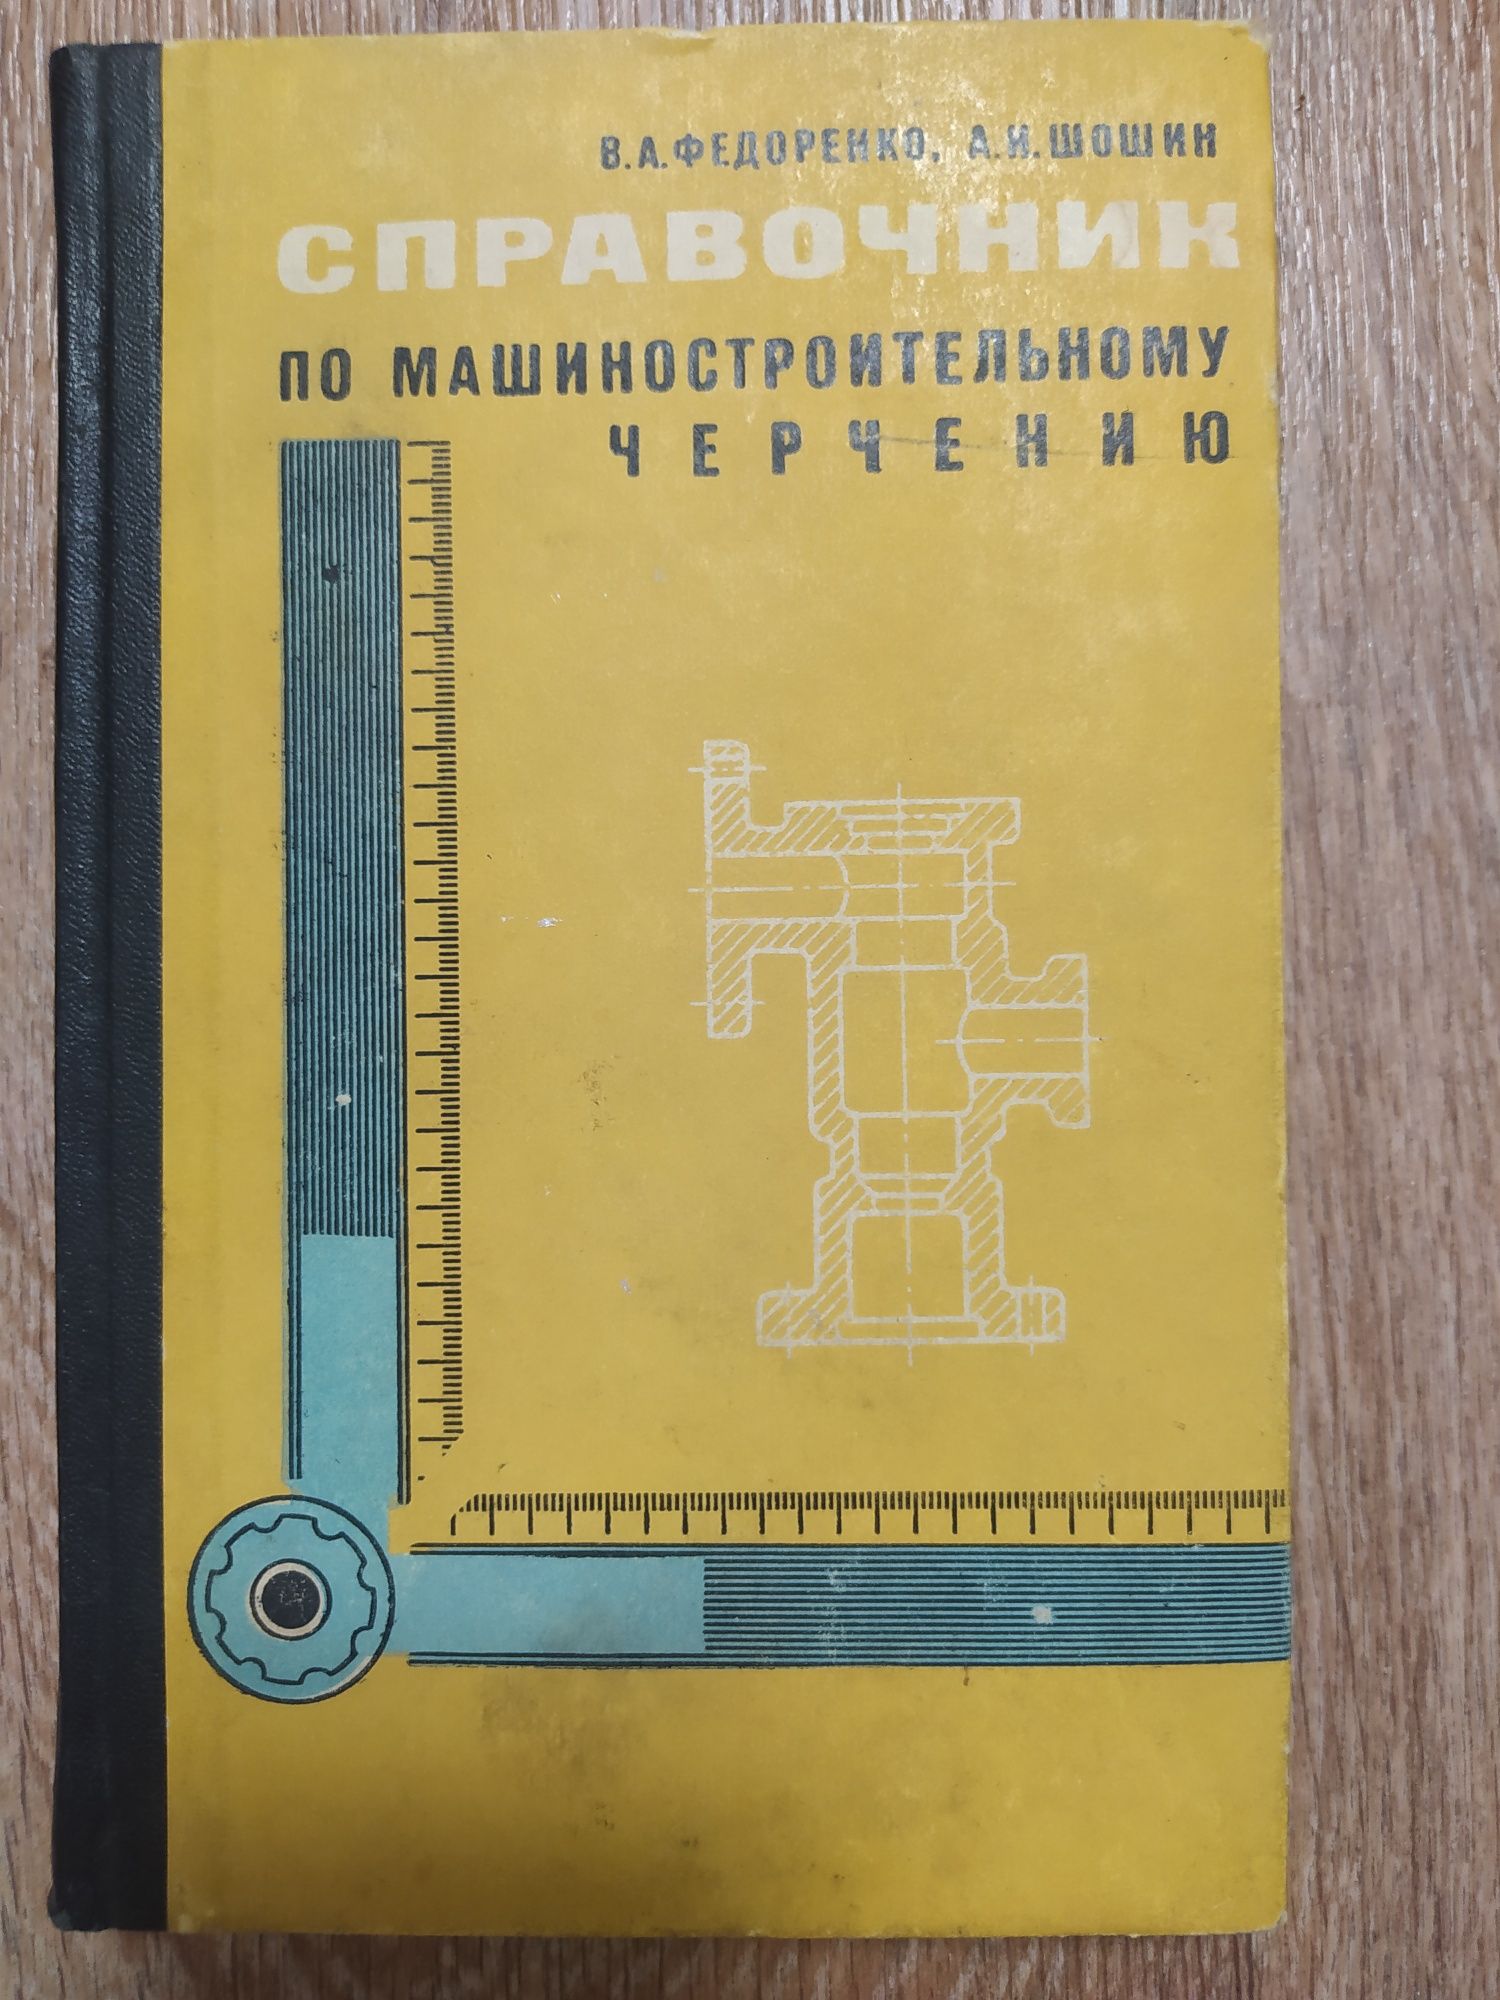 В.А.ФЕДОРЕНКО, А.И.ШОШИН
СПРАВОЧНИК
ПО МАШИНОСТРОИТЕЛЬНОМУ
ЧЕРЧЕНИЮ